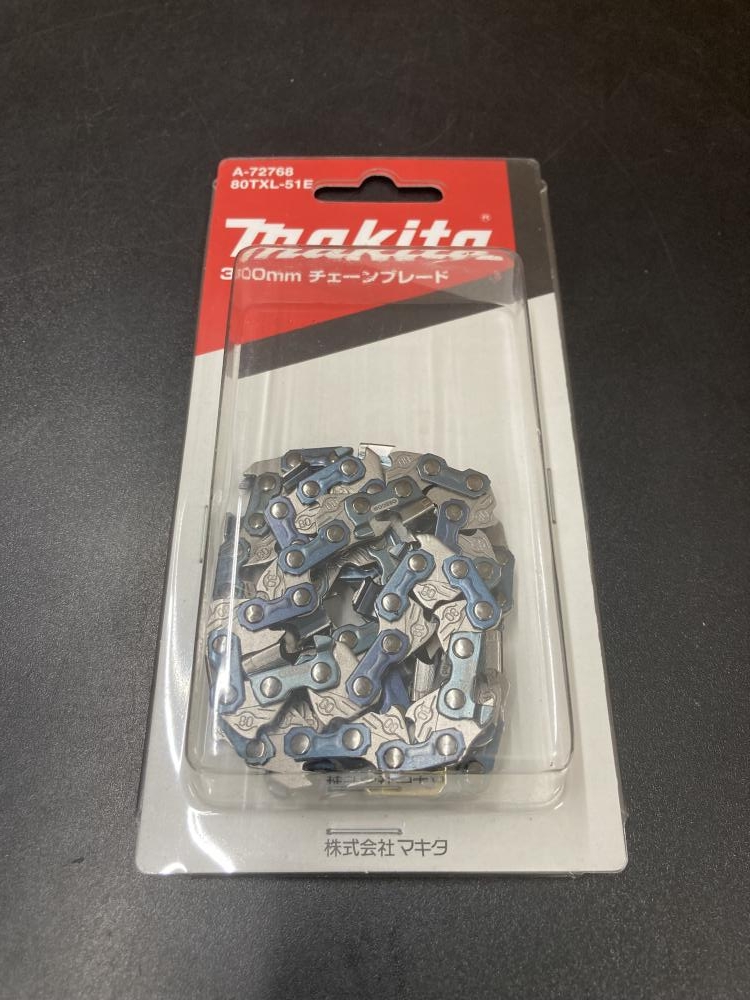 A-72768
80TXL-51E
makita®
300mm チェーンブレード
80
株式会社マキタ